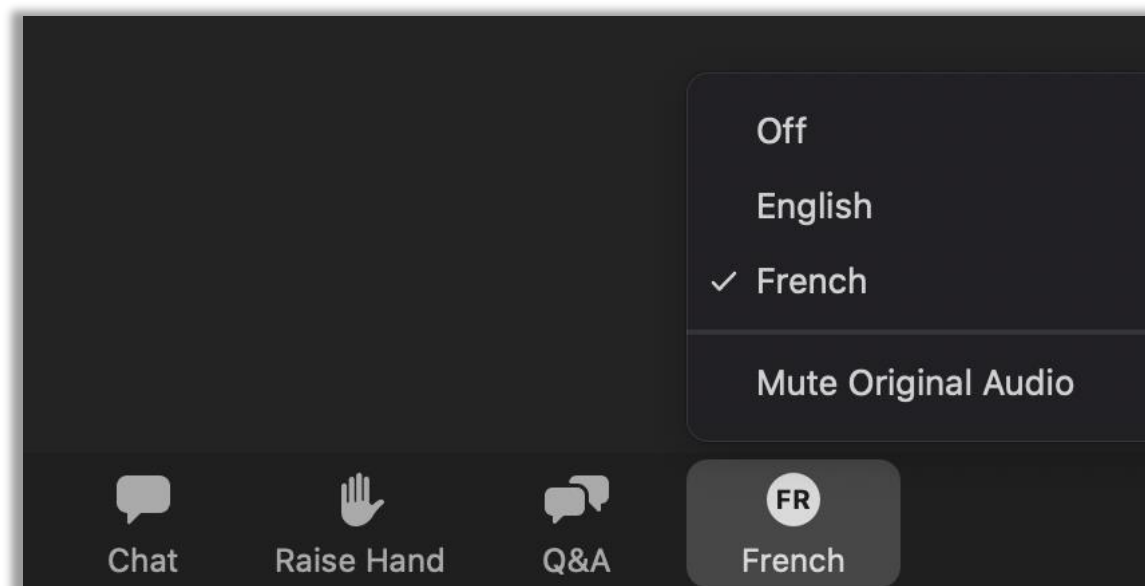 Off
English
French
Mute Original Audio
FR
Chat
Raise Hand
Q&A
French